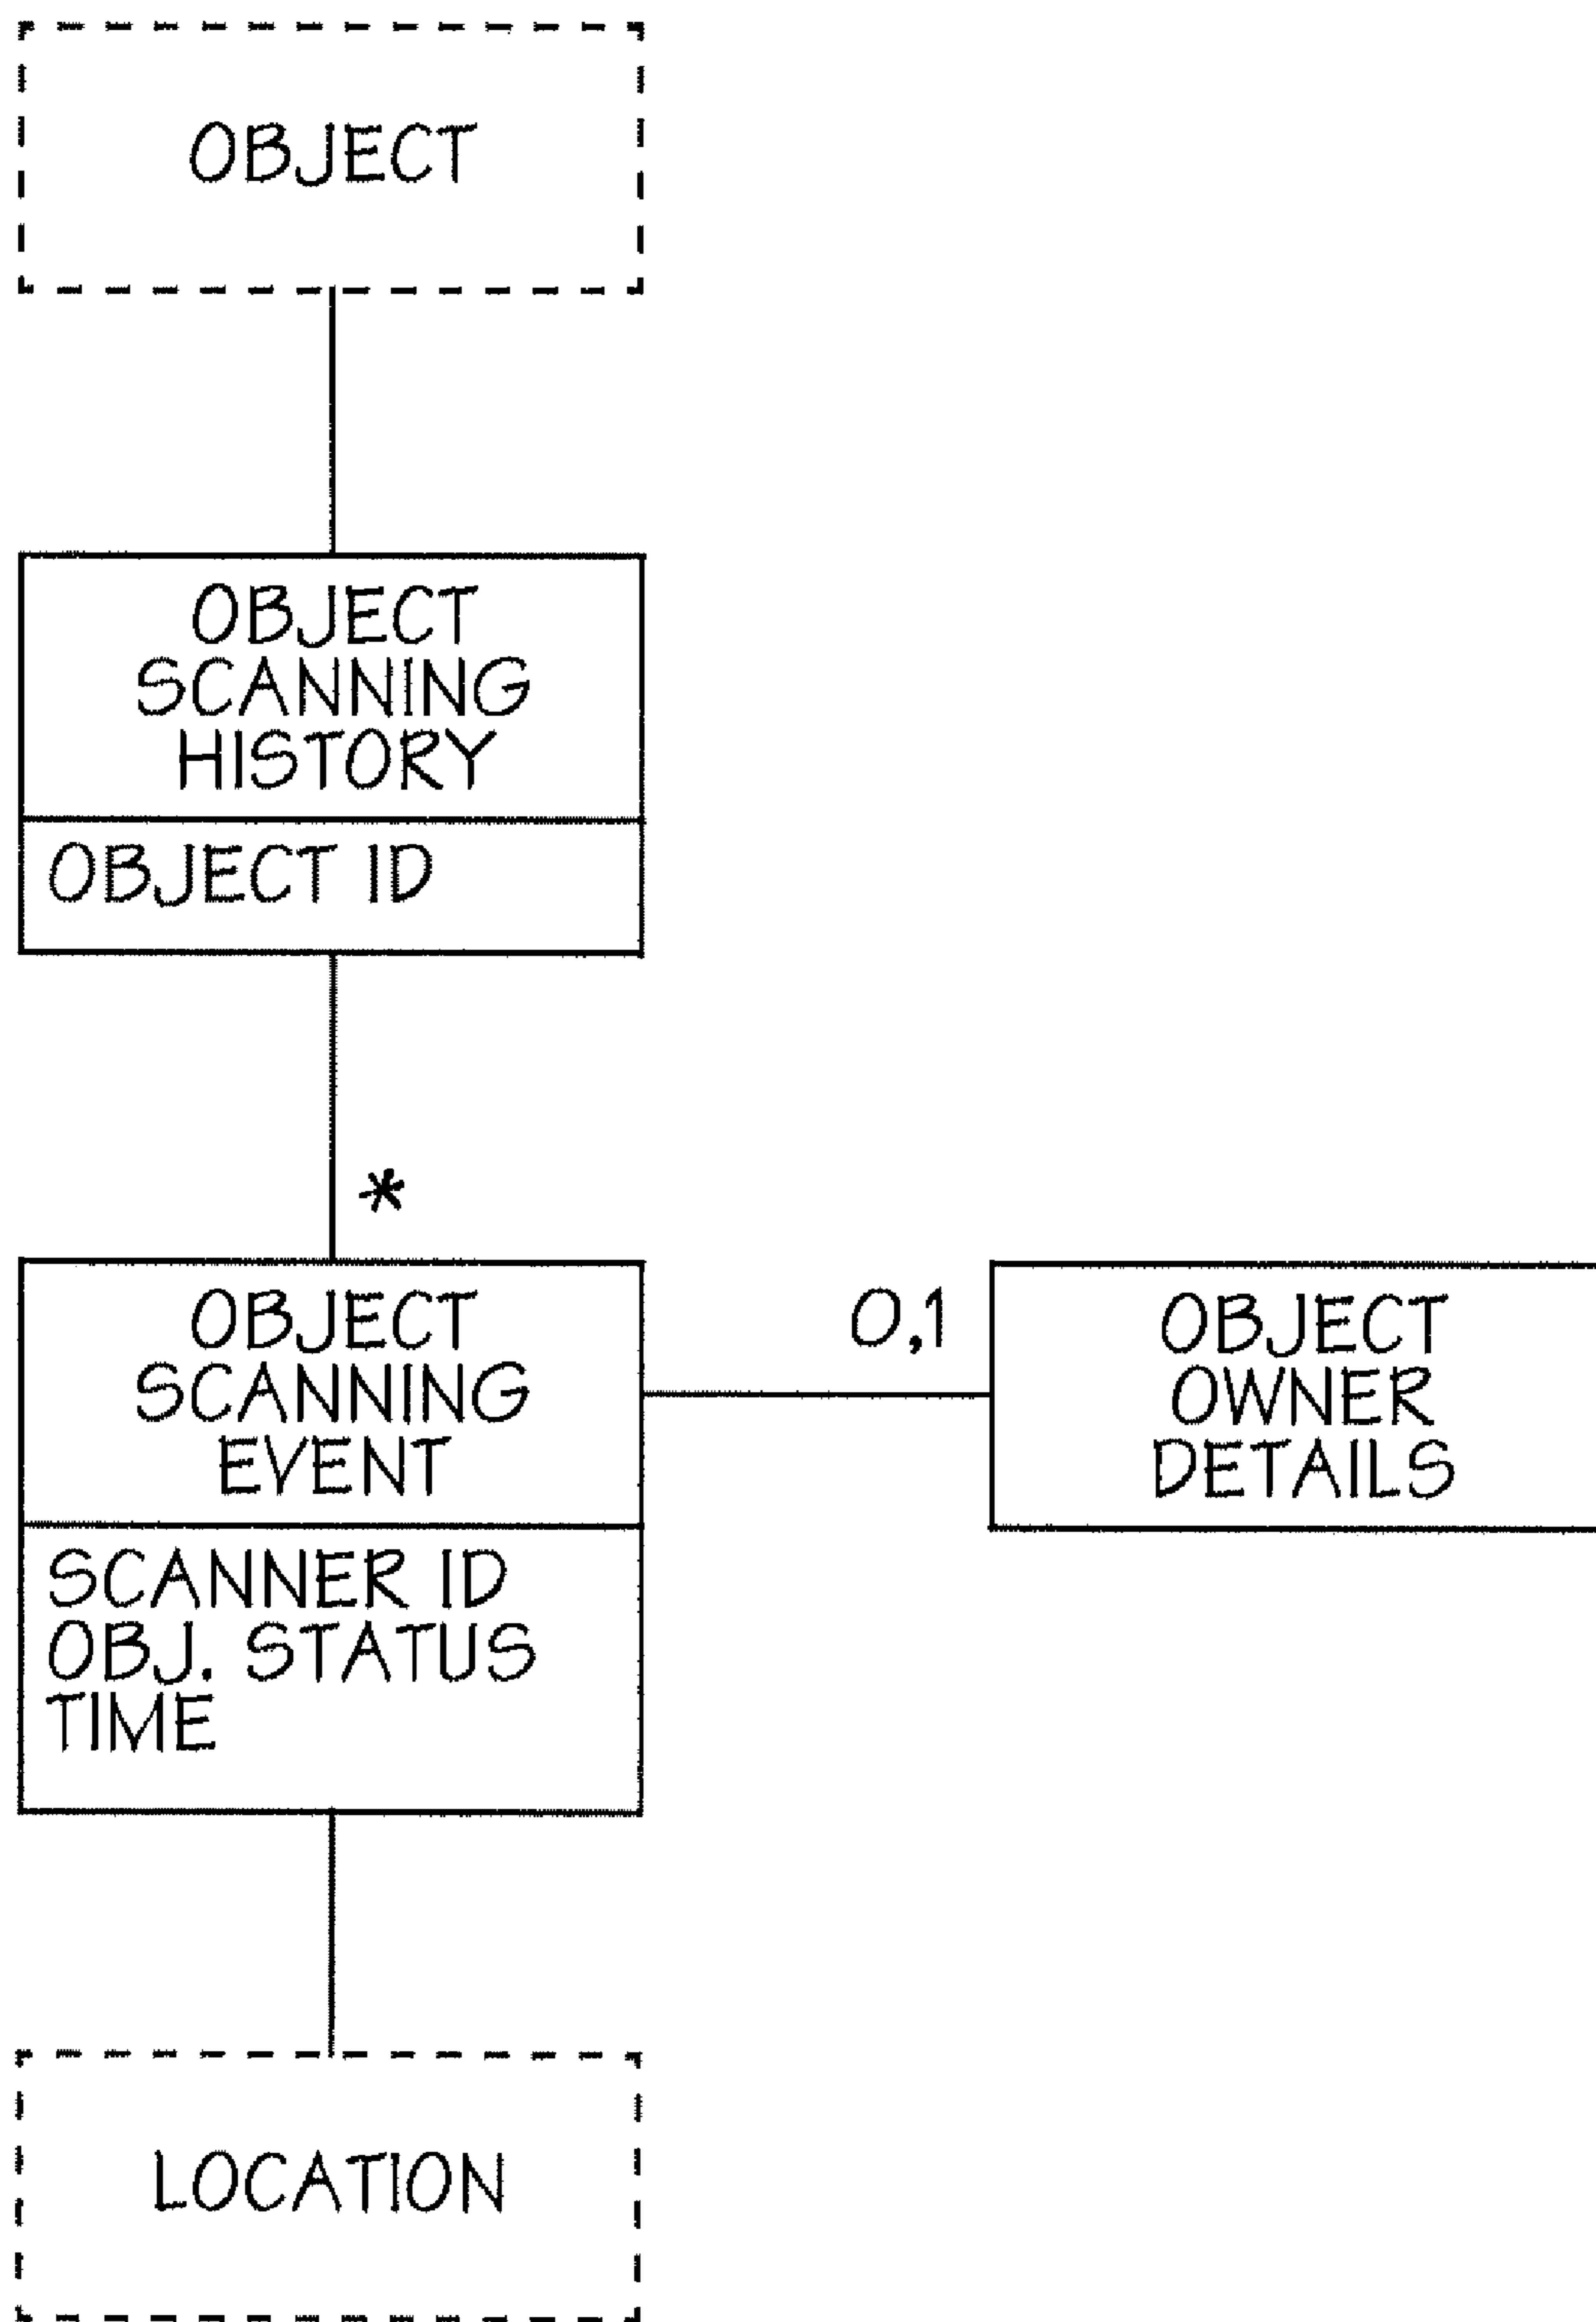 OBJECT
OBJECT
SCANNING
HISTORY
OBJECT ID
*
OBJECT
SCANNING
EVENT
0,1
OBJECT
OWNER
DETAILS
SCANNER ID
OBJ. STATUS
TIME
LOCATION